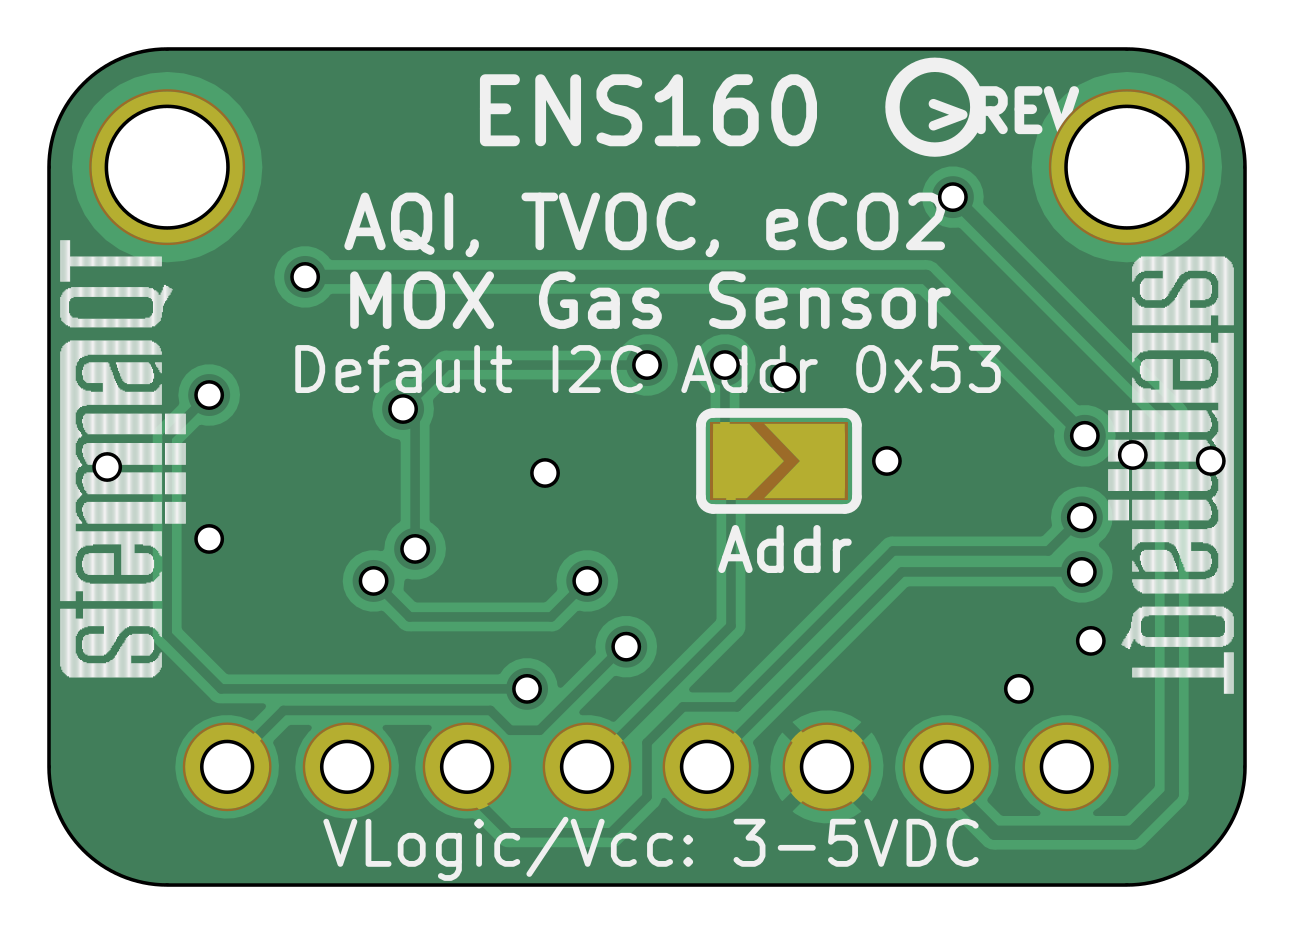 ENS160
>REV
AQI, TVOC, eCO2
MOX Gas Sensor
Default I2C Addr 0x53
StemmaQT
StemmaQT
Addr
VLogic/Vcc: 3-5VDC